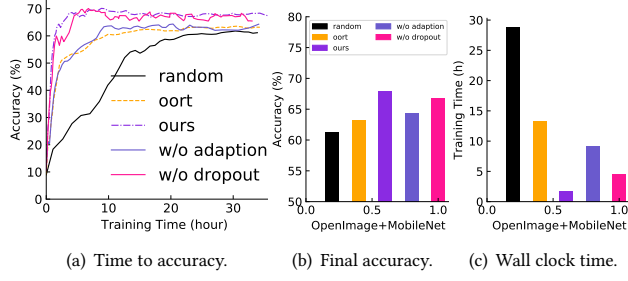 70
60
50
40
30
20
10
0
Accuracy (%)
0 10 20 30
Training Time (hour)
random
oort
ours
w/o adaption
w/o dropout
(a) Time to accuracy.
80
75
70
65
60
55
50
Accuracy (%)
random
oort
ours
w/o adaption
w/o dropout
0.0 0.5 1.0
OpenImage+MobileNet
(b) Final accuracy.
30
25
20
15
10
5
0
Training Time (h)
0.0 0.5 1.0
OpenImage+MobileNet
(c) Wall clock time.